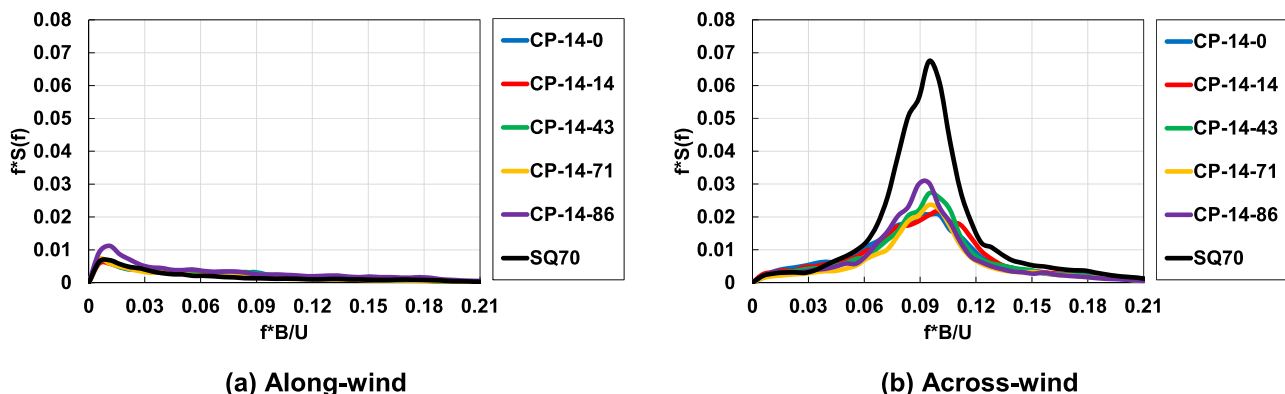 0.08
0.07
0.06
0.05
0.04
0.03
0.02
0.01
0
f*S(f)
0 0.03 0.06 0.09 0.12 0.15 0.18 0.21
f*B/U
CP-14-0
CP-14-14
CP-14-43
CP-14-71
CP-14-86
SQ70
(a) Along-wind
0.08
0.07
0.06
0.05
0.04
0.03
0.02
0.01
0
f*S(f)
0 0.03 0.06 0.09 0.12 0.15 0.18 0.21
f*B/U
CP-14-0
CP-14-14
CP-14-43
CP-14-71
CP-14-86
SQ70
(b) Across-wind